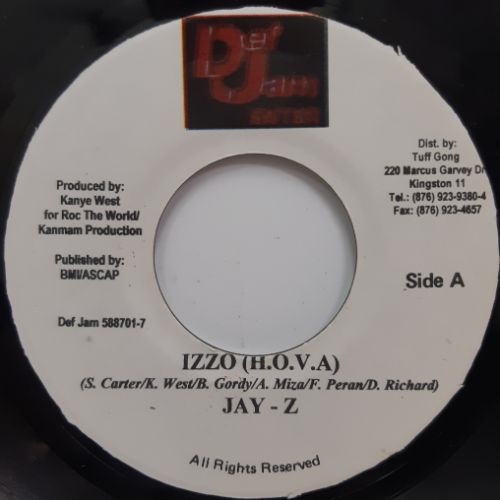 Def
Jam
Dist. by:
Tuff Gong
220 Marcus Garvey Dr
Kingston 11
Tel.: (876) 923-9380-4
Fax: (876) 923-4657
Produced by:
Kanye West
for Roc The World/
Kanmam Production
Published by:
BMI/ASCAP
Side A
Def Jam 588701-7
IZZO (H.O.V.A)
(S. Carter/K. West/B. Gordy/A. Miza/F. Peran/D. Richard)
JAY - Z
All Rights Reserved